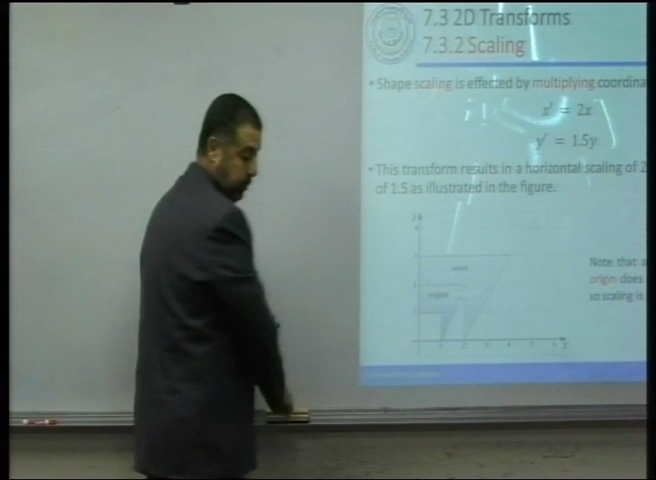 7.3 2D Transforms
7.3.2 Scaling
• Shape scaling is effected by multiplying coordina
x′ = 2x
y′ = 1.5y
• This transform results in a horizontal scaling of 2
of 1.5 as illustrated in the figure.
Note that a
origin does
so scaling is